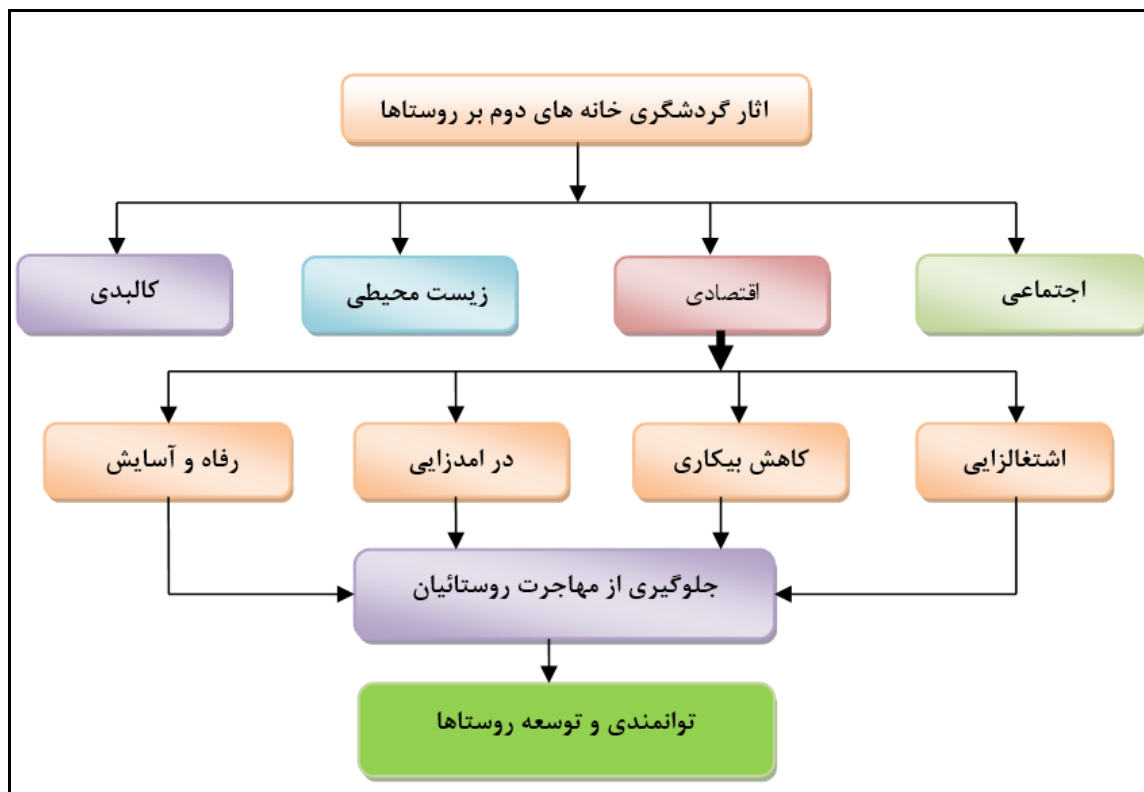 اثار گردشگری خانه های دوم بر روستاها
اجتماعی
اقتصادی
زیست محیطی
کالبدی
اشتغالزایی
کاهش بیکاری
در امدزایی
رفاه و آسایش
جلوگیری از مهاجرت روستائیان
توانمندی و توسعه روستاها